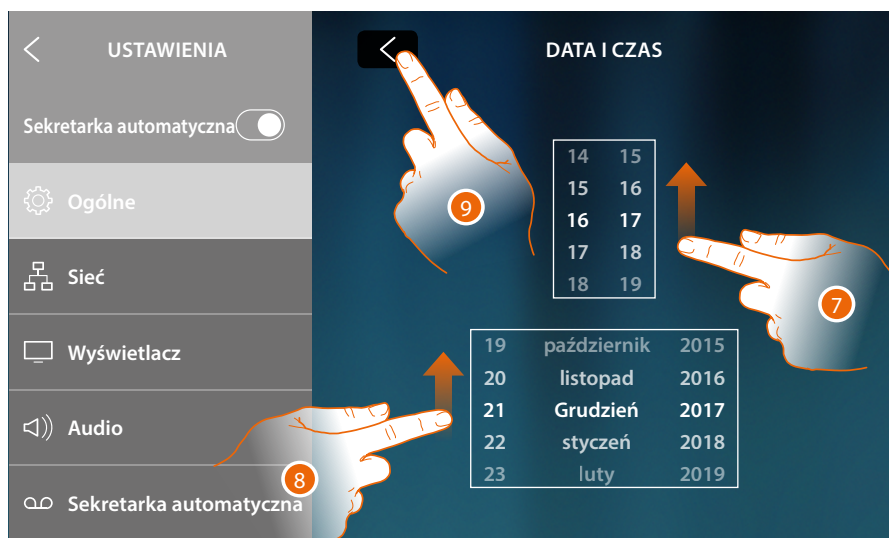 USTAWIENIA
Sekretarka automatyczna
Ogólne
Sieć
Wyświetlacz
Audio
Sekretarka automatyczna
DATA I CZAS
14 15
15 16
16 17
17 18
18 19
19 październik 2015
20 listopad 2016
21 Grudzień 2017
22 styczeń 2018
23 luty 2019
9
7
8